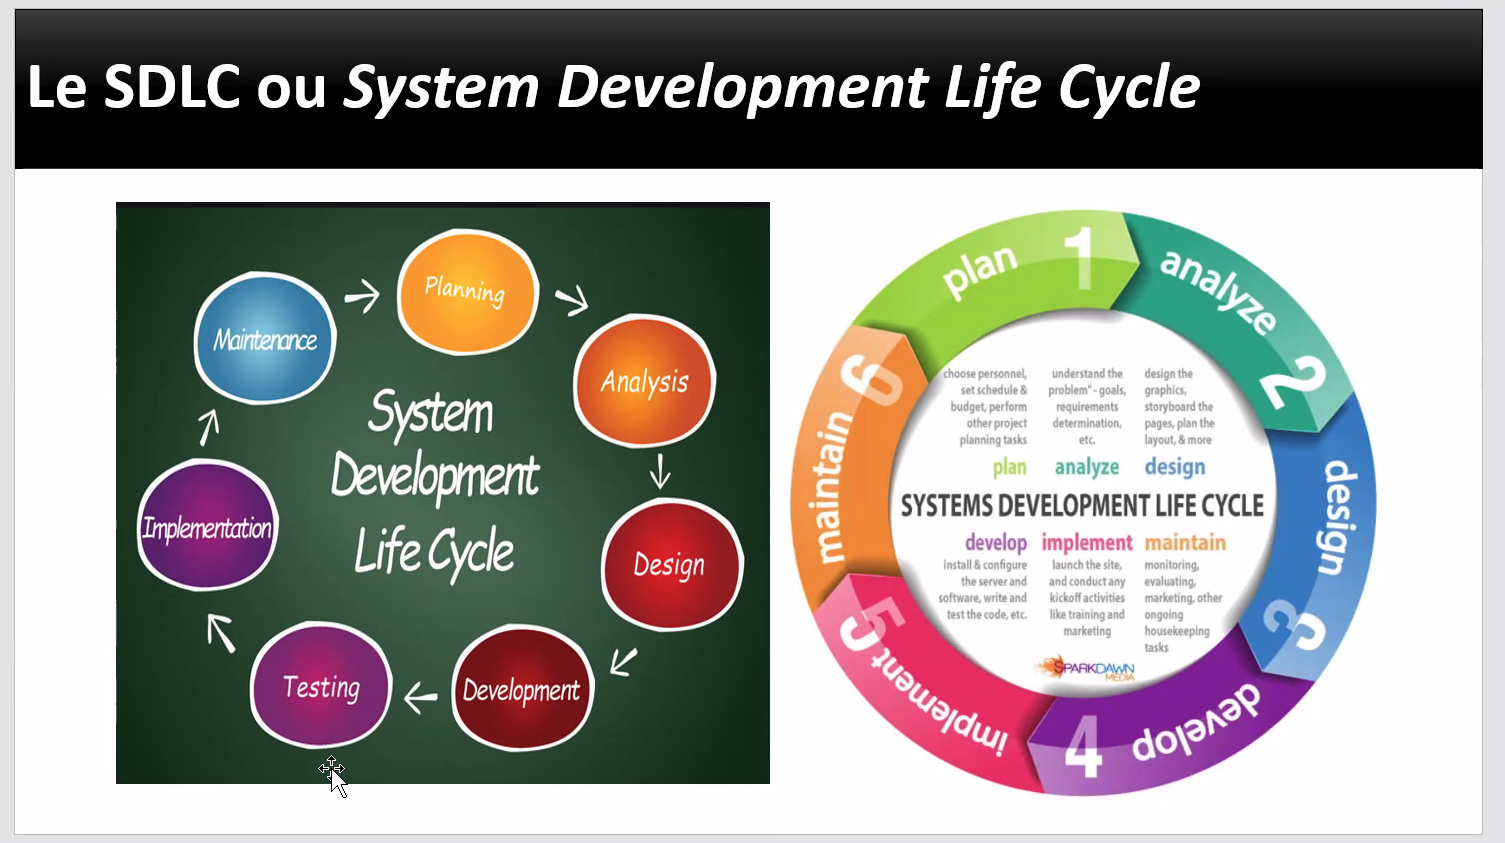 Le SDLC ou System Development Life Cycle
Planning
Maintenance
Analysis
System
Development
Life Cycle
Implementation
Design
Testing
Development
plan 1
analyze 2
design 3
develop 4
implement 5
maintain 6
choose personnel,
set schedule &
budget, perform
other project
planning tasks
plan
understand the
problem" - goals,
requirements
determination,
etc.
analyze
design the
graphics,
storyboard the
pages, plan the
layout, & more
design
SYSTEMS DEVELOPMENT LIFE CYCLE
develop
install & configure
the server and
software, write and
test the code, etc.
implement
launch the site,
and conduct any
kickoff activities
like training and
marketing
maintain
monitoring,
evaluating,
marketing, other
ongoing
housekeeping
tasks
SPARKDAWN
MEDIA